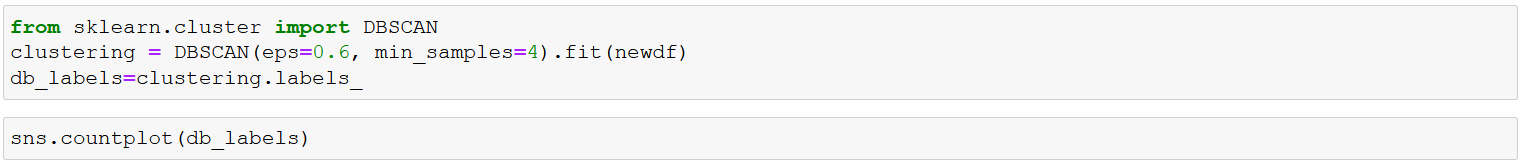 from sklearn.cluster import DBSCAN
clustering = DBSCAN(eps=0.6, min_samples=4).fit(newdf)
db_labels=clustering.labels_
sns.countplot(db_labels)